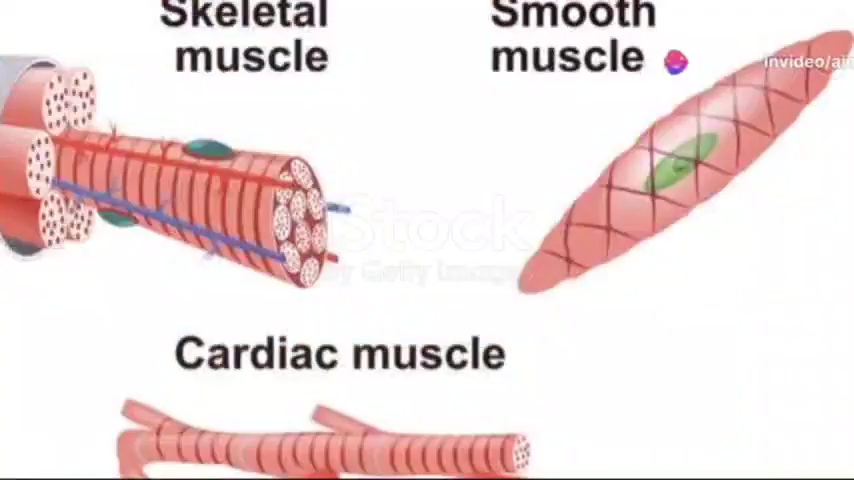 Skeletal
muscle
Smooth
muscle
invideo/ai
iStock
by Getty Images
Cardiac muscle